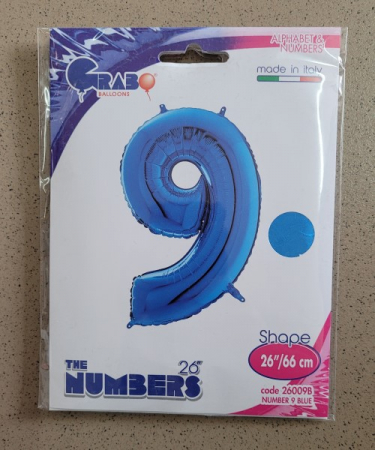 ALPHABET &
NUMBERS
GRABO
BALLOONS
made in italy
9
Shape
26"/66 cm
THE
26"
NUMBERS
code 26009B
NUMBER 9 BLUE